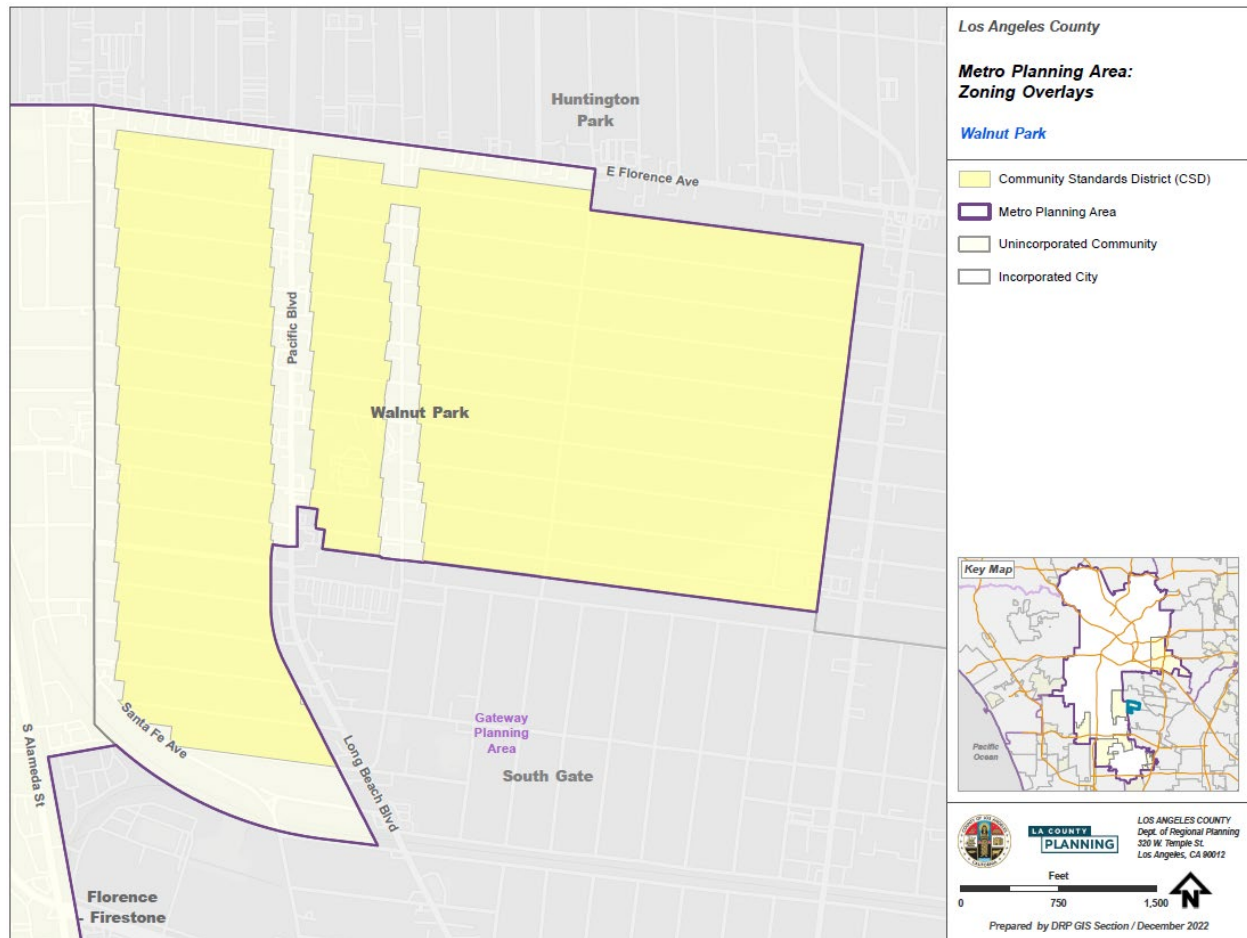 Los Angeles County
Metro Planning Area:
Zoning Overlays
Walnut Park
Community Standards District (CSD)
Metro Planning Area
Unincorporated Community
Incorporated City
Huntington
Park
E Florence Ave
Pacific Blvd
Walnut Park
Santa Fe Ave
S Alameda St
Long Beach Blvd
Gateway
Planning
Area
South Gate
Florence
- Firestone
Key Map
Pacific
Ocean
LA COUNTY
PLANNING
LOS ANGELES COUNTY
Dept. of Regional Planning
320 W. Temple St.
Los Angeles, CA 90012
Feet
0 750 1,500
N
Prepared by DRP GIS Section / December 2022